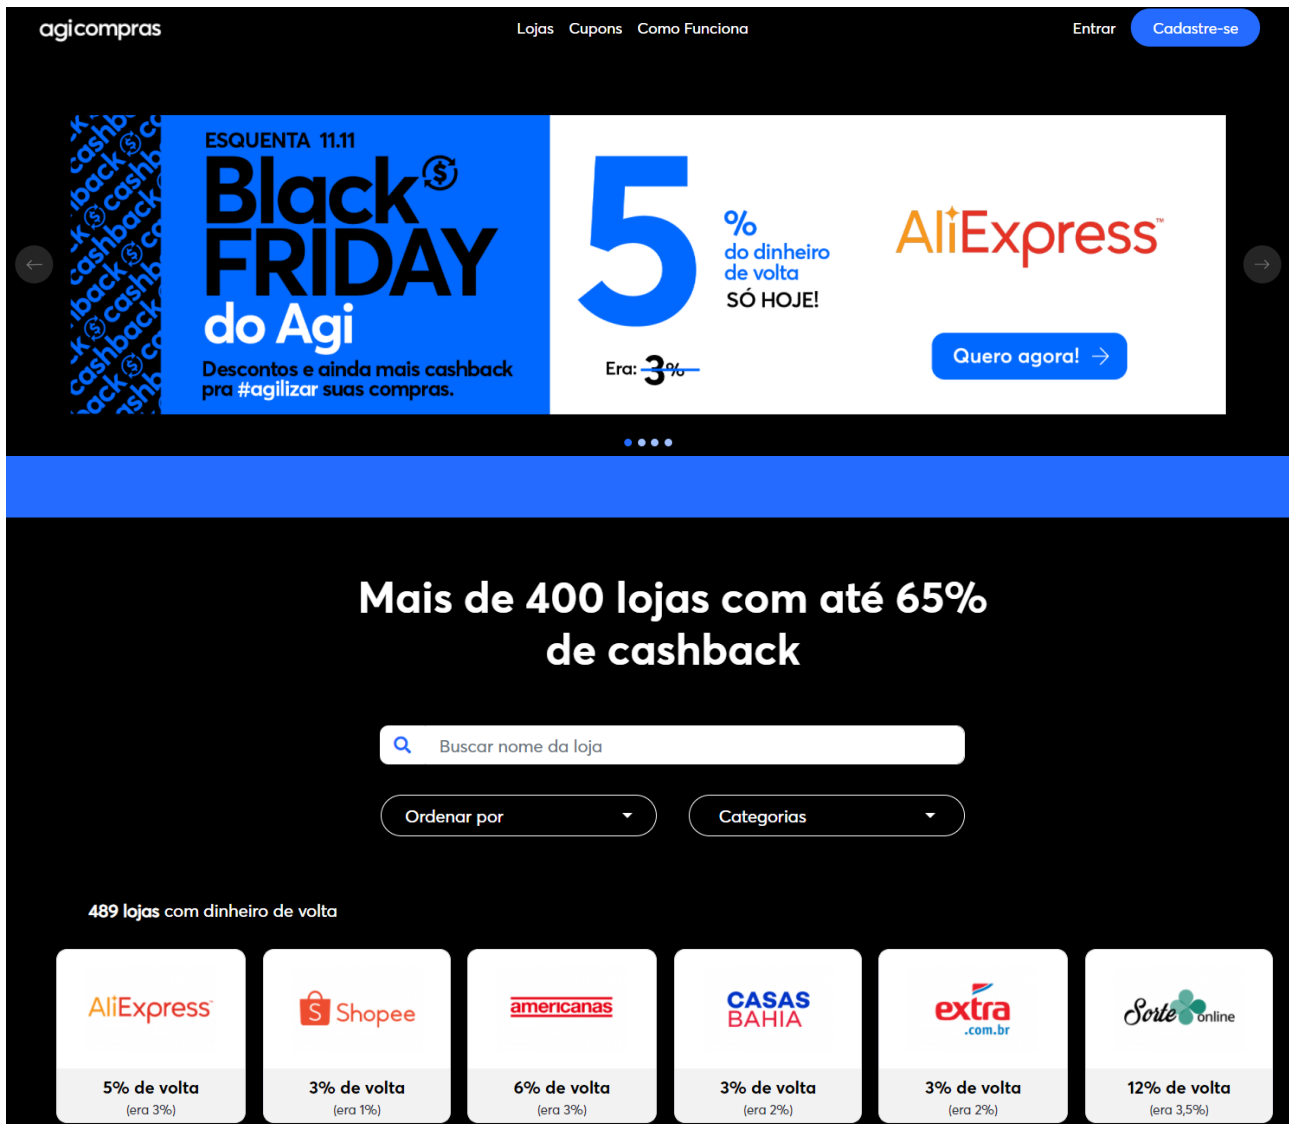 agicompras
Lojas Cupons Como Funciona
Entrar Cadastre-se
ESQUENTA 11.11
Black
FRIDAY
do Agi
Descontos e ainda mais cashback
pra #agilizar suas compras.
5
%
do dinheiro
de volta
SÓ HOJE!
Era: 3%
AliExpress™
Quero agora!
Mais de 400 lojas com até 65%
de cashback
Buscar nome da loja
Ordenar por
Categorias
489 lojas com dinheiro de volta
AliExpress
5% de volta
(era 3%)
Shopee
3% de volta
(era 1%)
americanas
6% de volta
(era 3%)
CASAS
BAHIA
3% de volta
(era 2%)
extra
.com.br
3% de volta
(era 2%)
Sorte online
12% de volta
(era 3,5%)